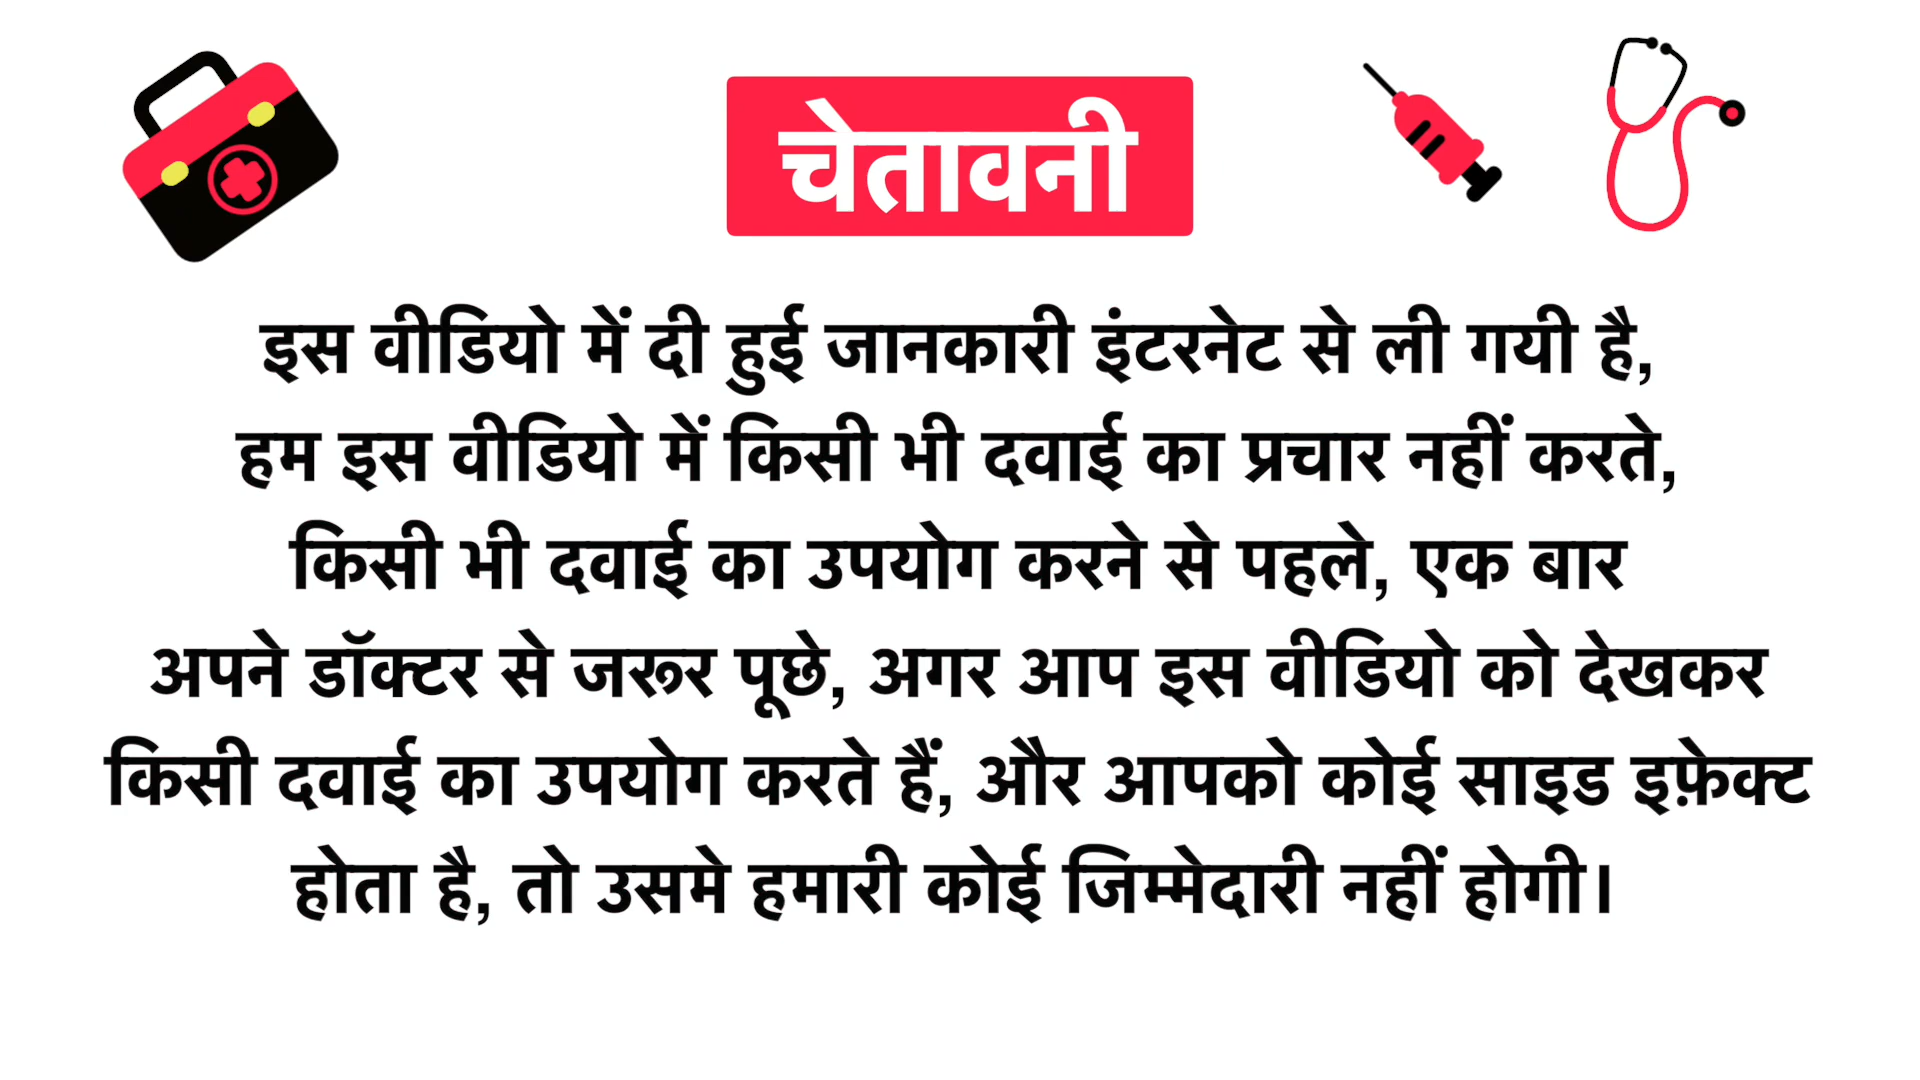 चेतावनी
इस वीडियो में दी हुई जानकारी इंटरनेट से ली गयी है,
हम इस वीडियो में किसी भी दवाई का प्रचार नहीं करते,
किसी भी दवाई का उपयोग करने से पहले, एक बार
अपने डॉक्टर से जरूर पूछे, अगर आप इस वीडियो को देखकर
किसी दवाई का उपयोग करते हैं, और आपको कोई साइड इफ़ेक्ट
होता है, तो उसमे हमारी कोई जिम्मेदारी नहीं होगी।